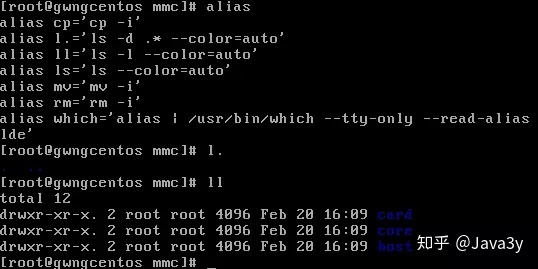 [root@gwngcentos mmc]# alias
alias cp='cp -i'
alias l.='ls -d .* --color=auto'
alias ll='ls -l --color=auto'
alias ls='ls --color=auto'
alias mv='mv -i'
alias rm='rm -i'
alias which='alias | /usr/bin/which --tty-only --read-alias
lde'
[root@gwngcentos mmc]# l.
.  ..
[root@gwngcentos mmc]# ll
total 12
drwxr-xr-x. 2 root root 4096 Feb 20 16:09 card
drwxr-xr-x. 2 root root 4096 Feb 20 16:09 core
drwxr-xr-x. 2 root root 4096 Feb 20 16:09 host
[root@gwngcentos mmc]# _
知乎 @Java3y